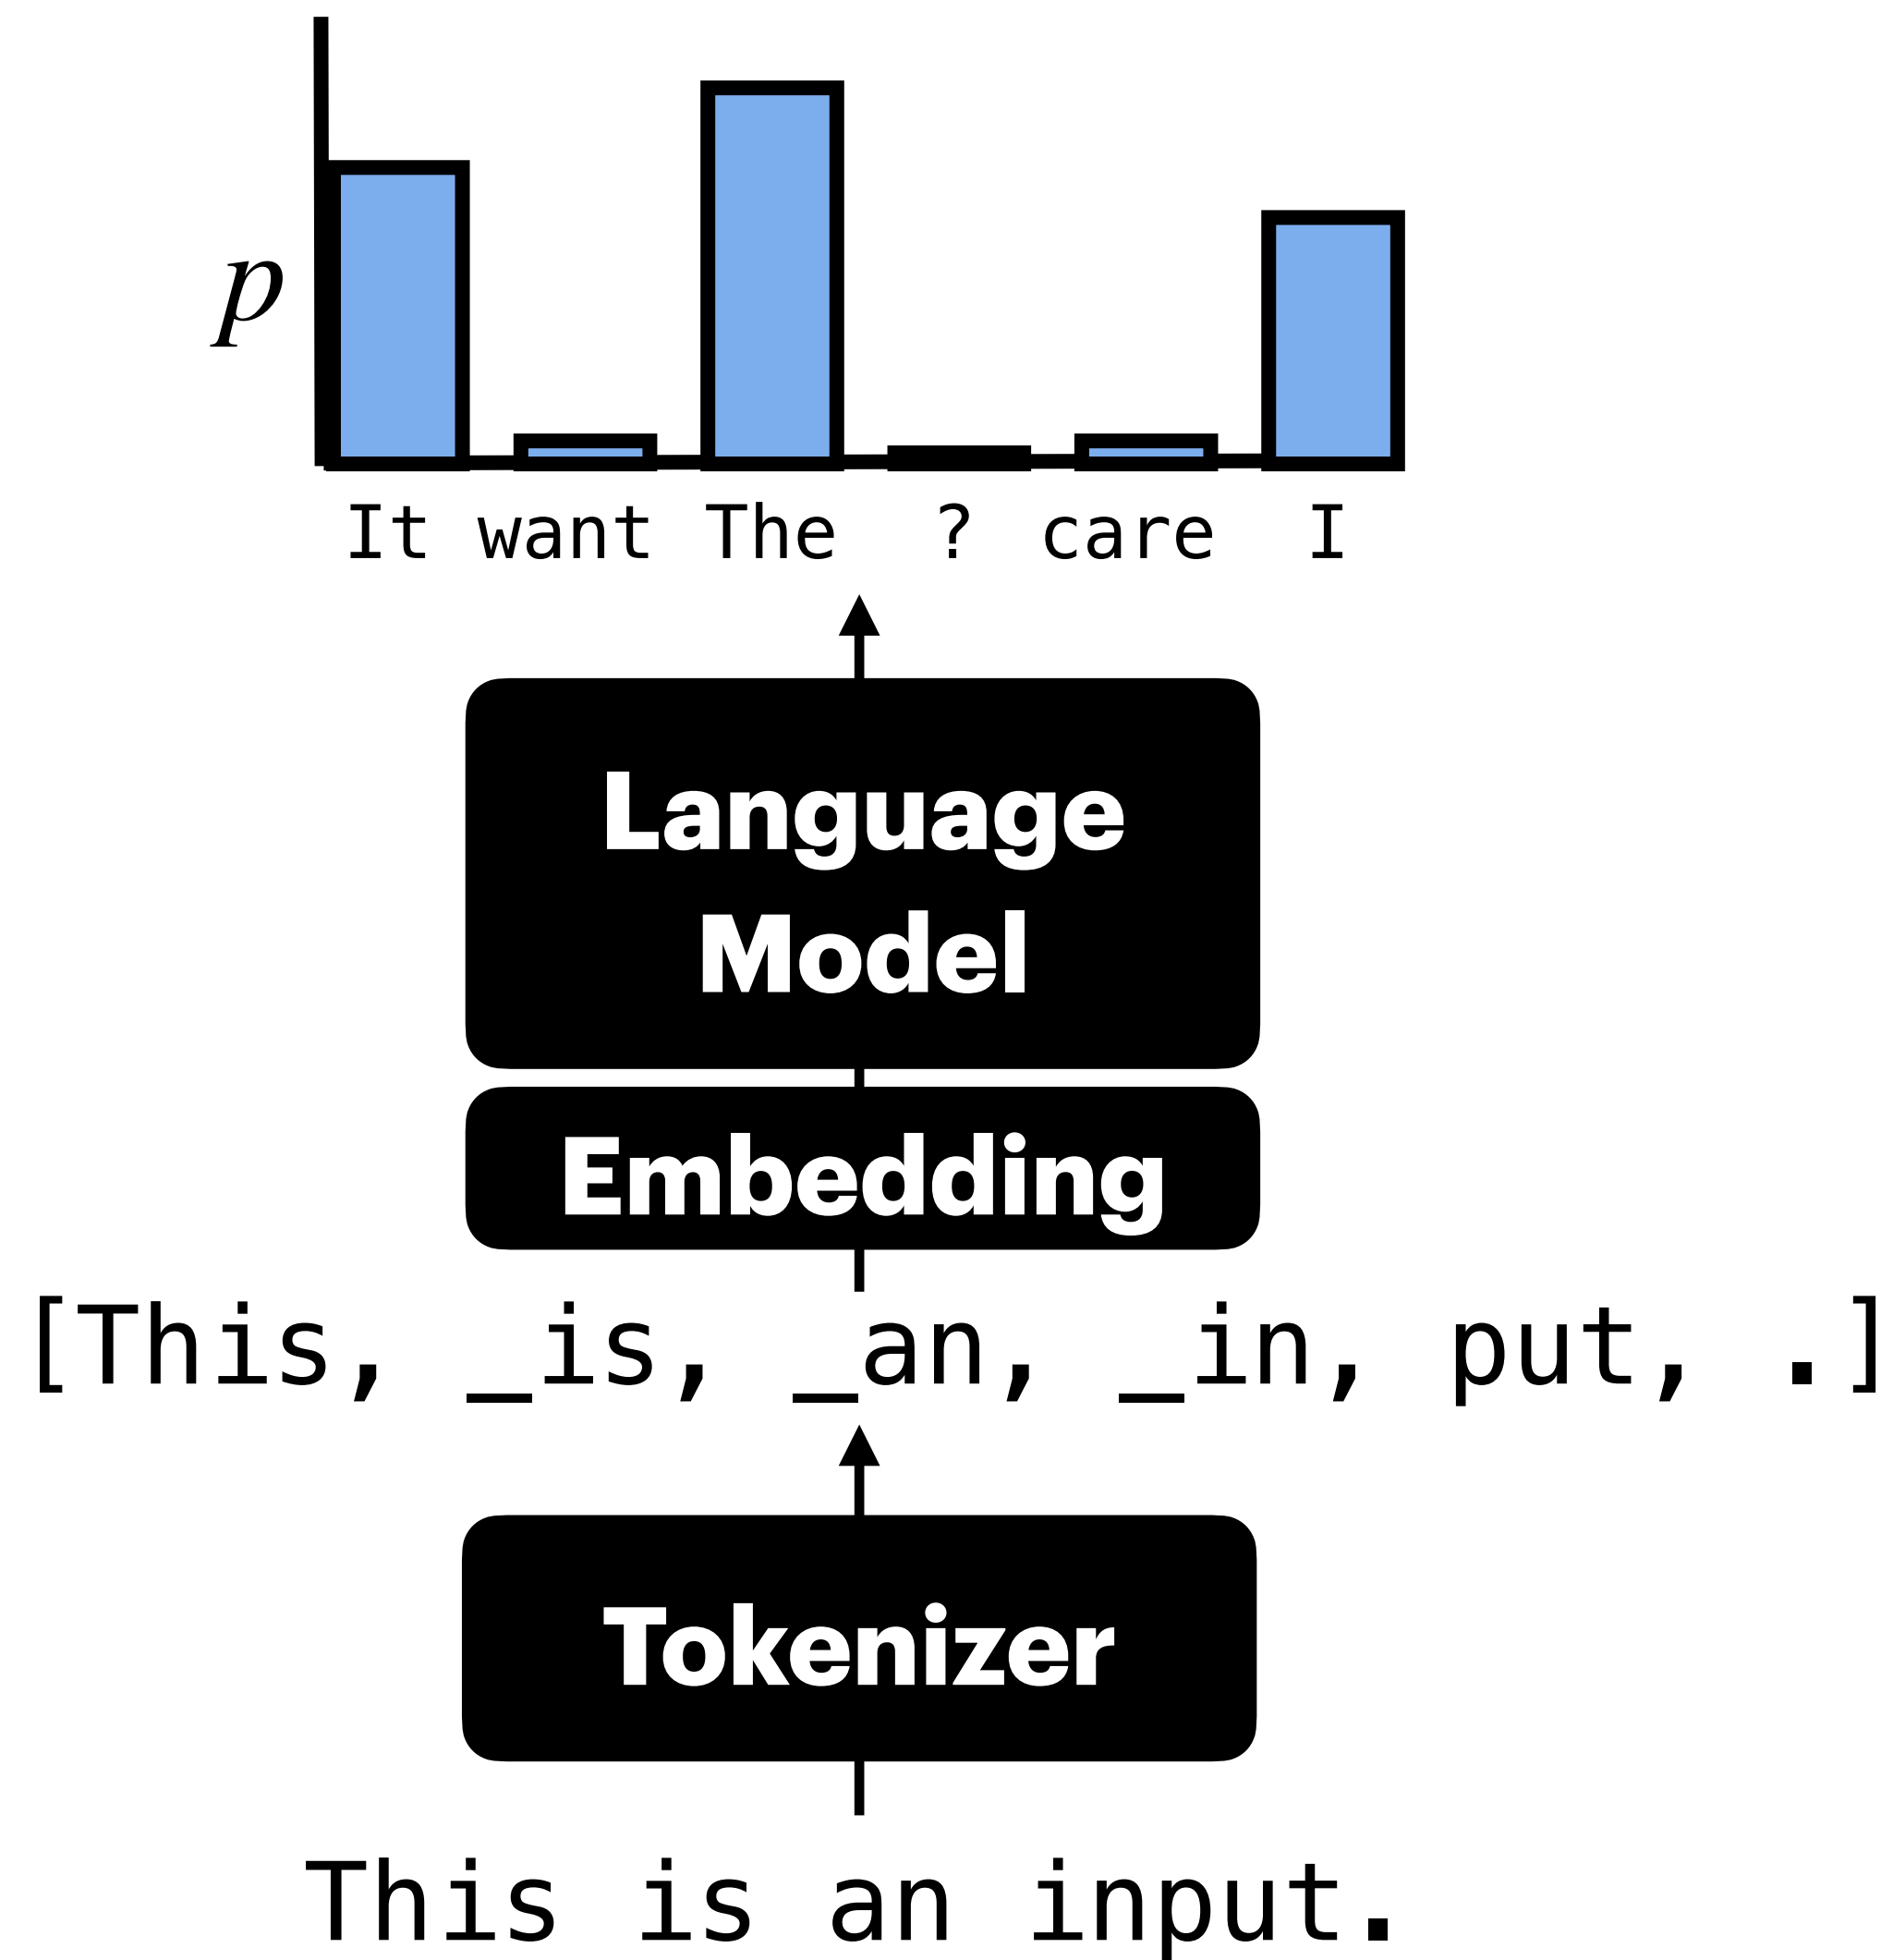 p
It want The ? care I
Language
Model
Embedding
[This, _is, _an, _in, put, .]
Tokenizer
This is an input.